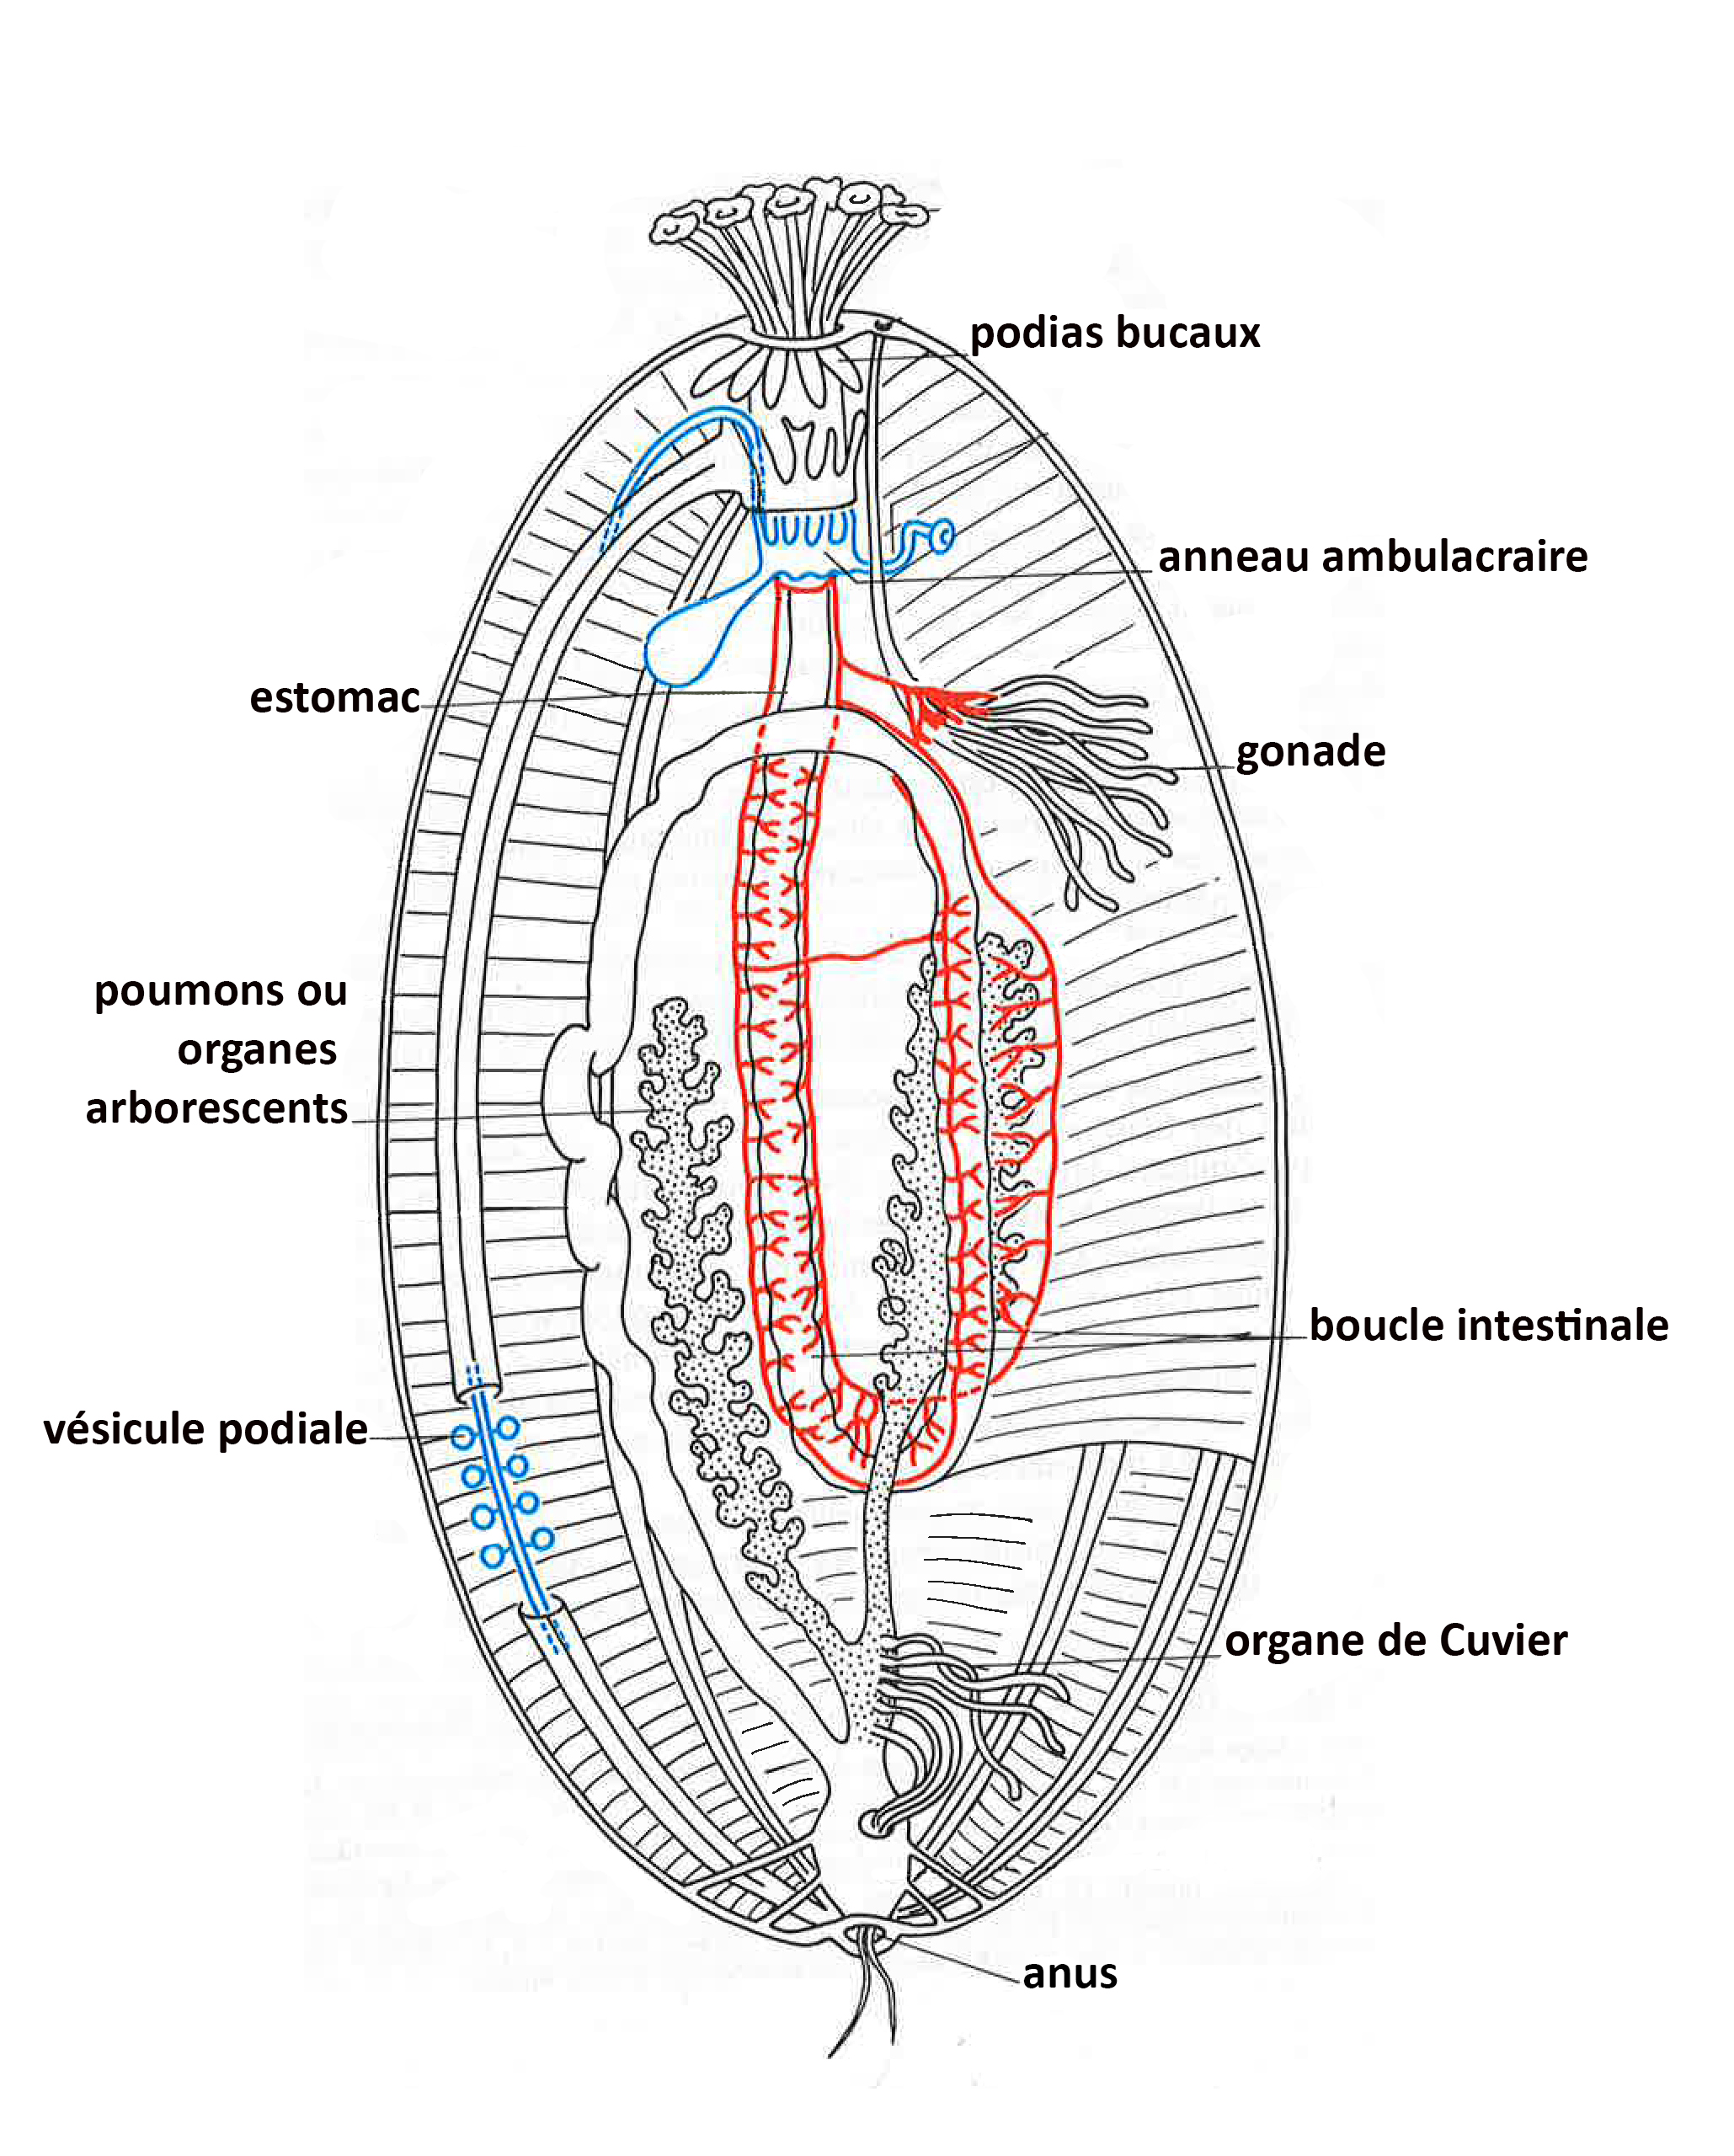 podias bucaux
anneau ambulacraire
estomac
gonade
poumons ou
organes
arborescents
boucle intestinale
vésicule podiale
organe de Cuvier
anus